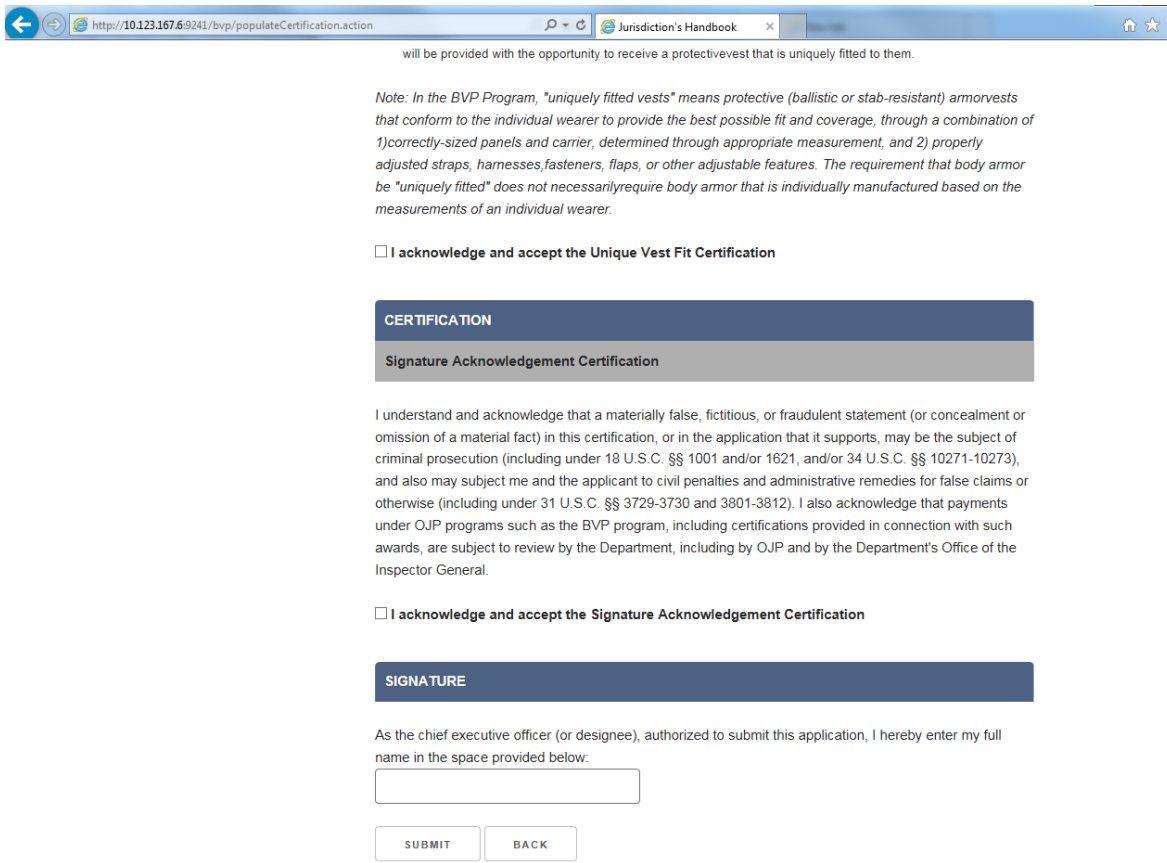 http://10.123.167.6:9241/bvp/populateCertification.action
Jurisdiction's Handbook
will be provided with the opportunity to receive a protectivevest that is uniquely fitted to them.
Note: In the BVP Program, "uniquely fitted vests" means protective (ballistic or stab-resistant) armorvests
that conform to the individual wearer to provide the best possible fit and coverage, through a combination of
1)correctly-sized panels and carrier, determined through appropriate measurement, and 2) properly
adjusted straps, harnesses,fasteners, flaps, or other adjustable features. The requirement that body armor
be "uniquely fitted" does not necessarilyrequire body armor that is individually manufactured based on the
measurements of an individual wearer.
I acknowledge and accept the Unique Vest Fit Certification
CERTIFICATION
Signature Acknowledgement Certification
I understand and acknowledge that a materially false, fictitious, or fraudulent statement (or concealment or
omission of a material fact) in this certification, or in the application that it supports, may be the subject of
criminal prosecution (including under 18 U.S.C. §§ 1001 and/or 1621, and/or 34 U.S.C. §§ 10271-10273),
and also may subject me and the applicant to civil penalties and administrative remedies for false claims or
otherwise (including under 31 U.S.C. §§ 3729-3730 and 3801-3812). I also acknowledge that payments
under OJP programs such as the BVP program, including certifications provided in connection with such
awards, are subject to review by the Department, including by OJP and by the Department's Office of the
Inspector General.
I acknowledge and accept the Signature Acknowledgement Certification
SIGNATURE
As the chief executive officer (or designee), authorized to submit this application, I hereby enter my full
name in the space provided below:
SUBMIT BACK